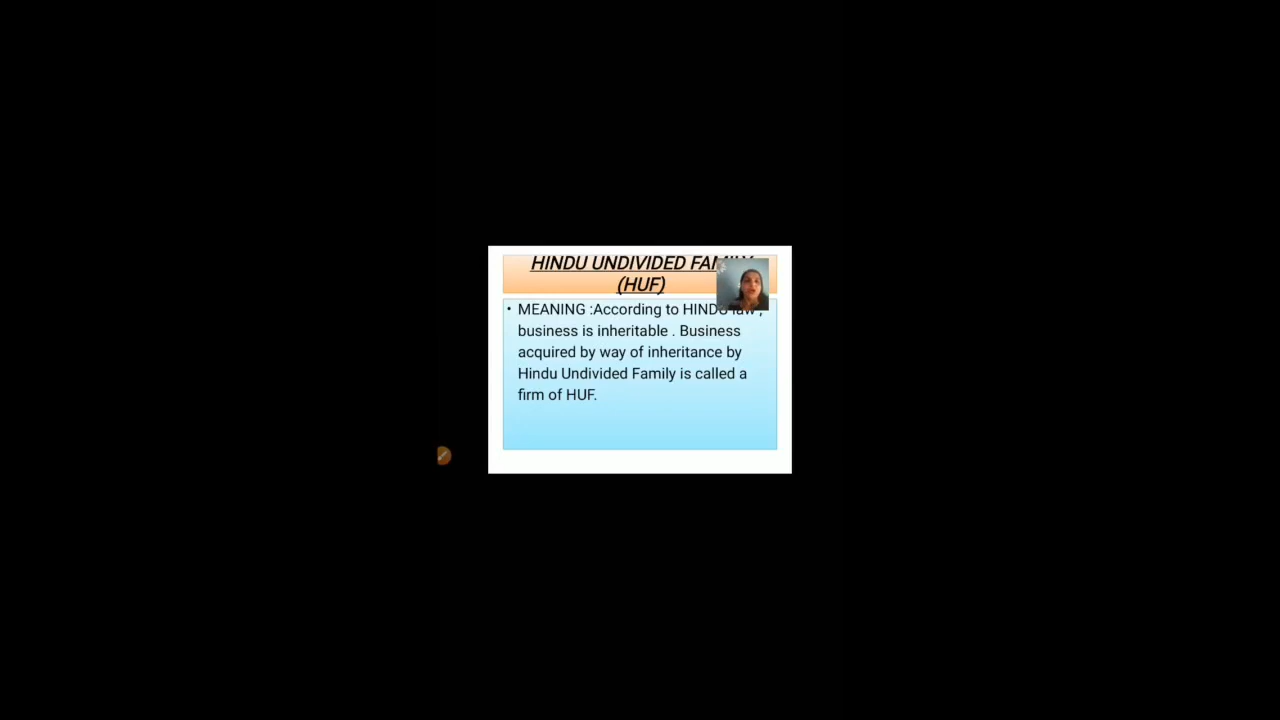 HINDU UNDIVIDED FAMILY
(HUF)
• MEANING :According to HINDU law ,
business is inheritable . Business
acquired by way of inheritance by
Hindu Undivided Family is called a
firm of HUF.